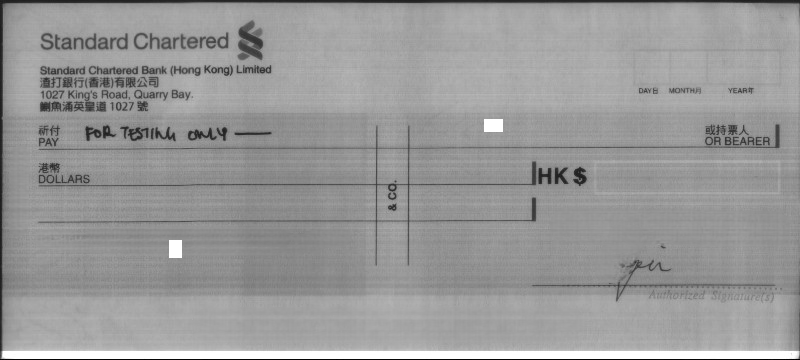 Standard Chartered
Standard Chartered Bank (Hong Kong) Limited
渣打銀行(香港)有限公司
1027 King's Road, Quarry Bay.
鰂魚涌英皇道 1027 號
DAY日 MONTH月 YEAR年
祈付 FOR TESTING ONLY 或持票人
PAY OR BEARER
港幣
DOLLARS HK $
& CO.
Authorized Signature(s)